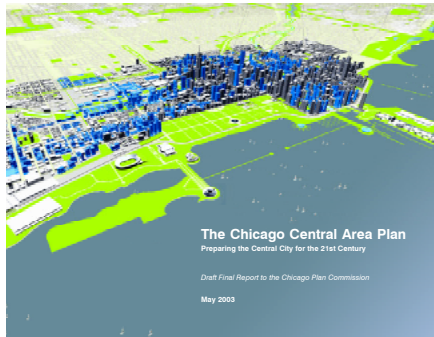 The Chicago Central Area Plan
Preparing the Central City for the 21st Century
Draft Final Report to the Chicago Plan Commission
May 2003